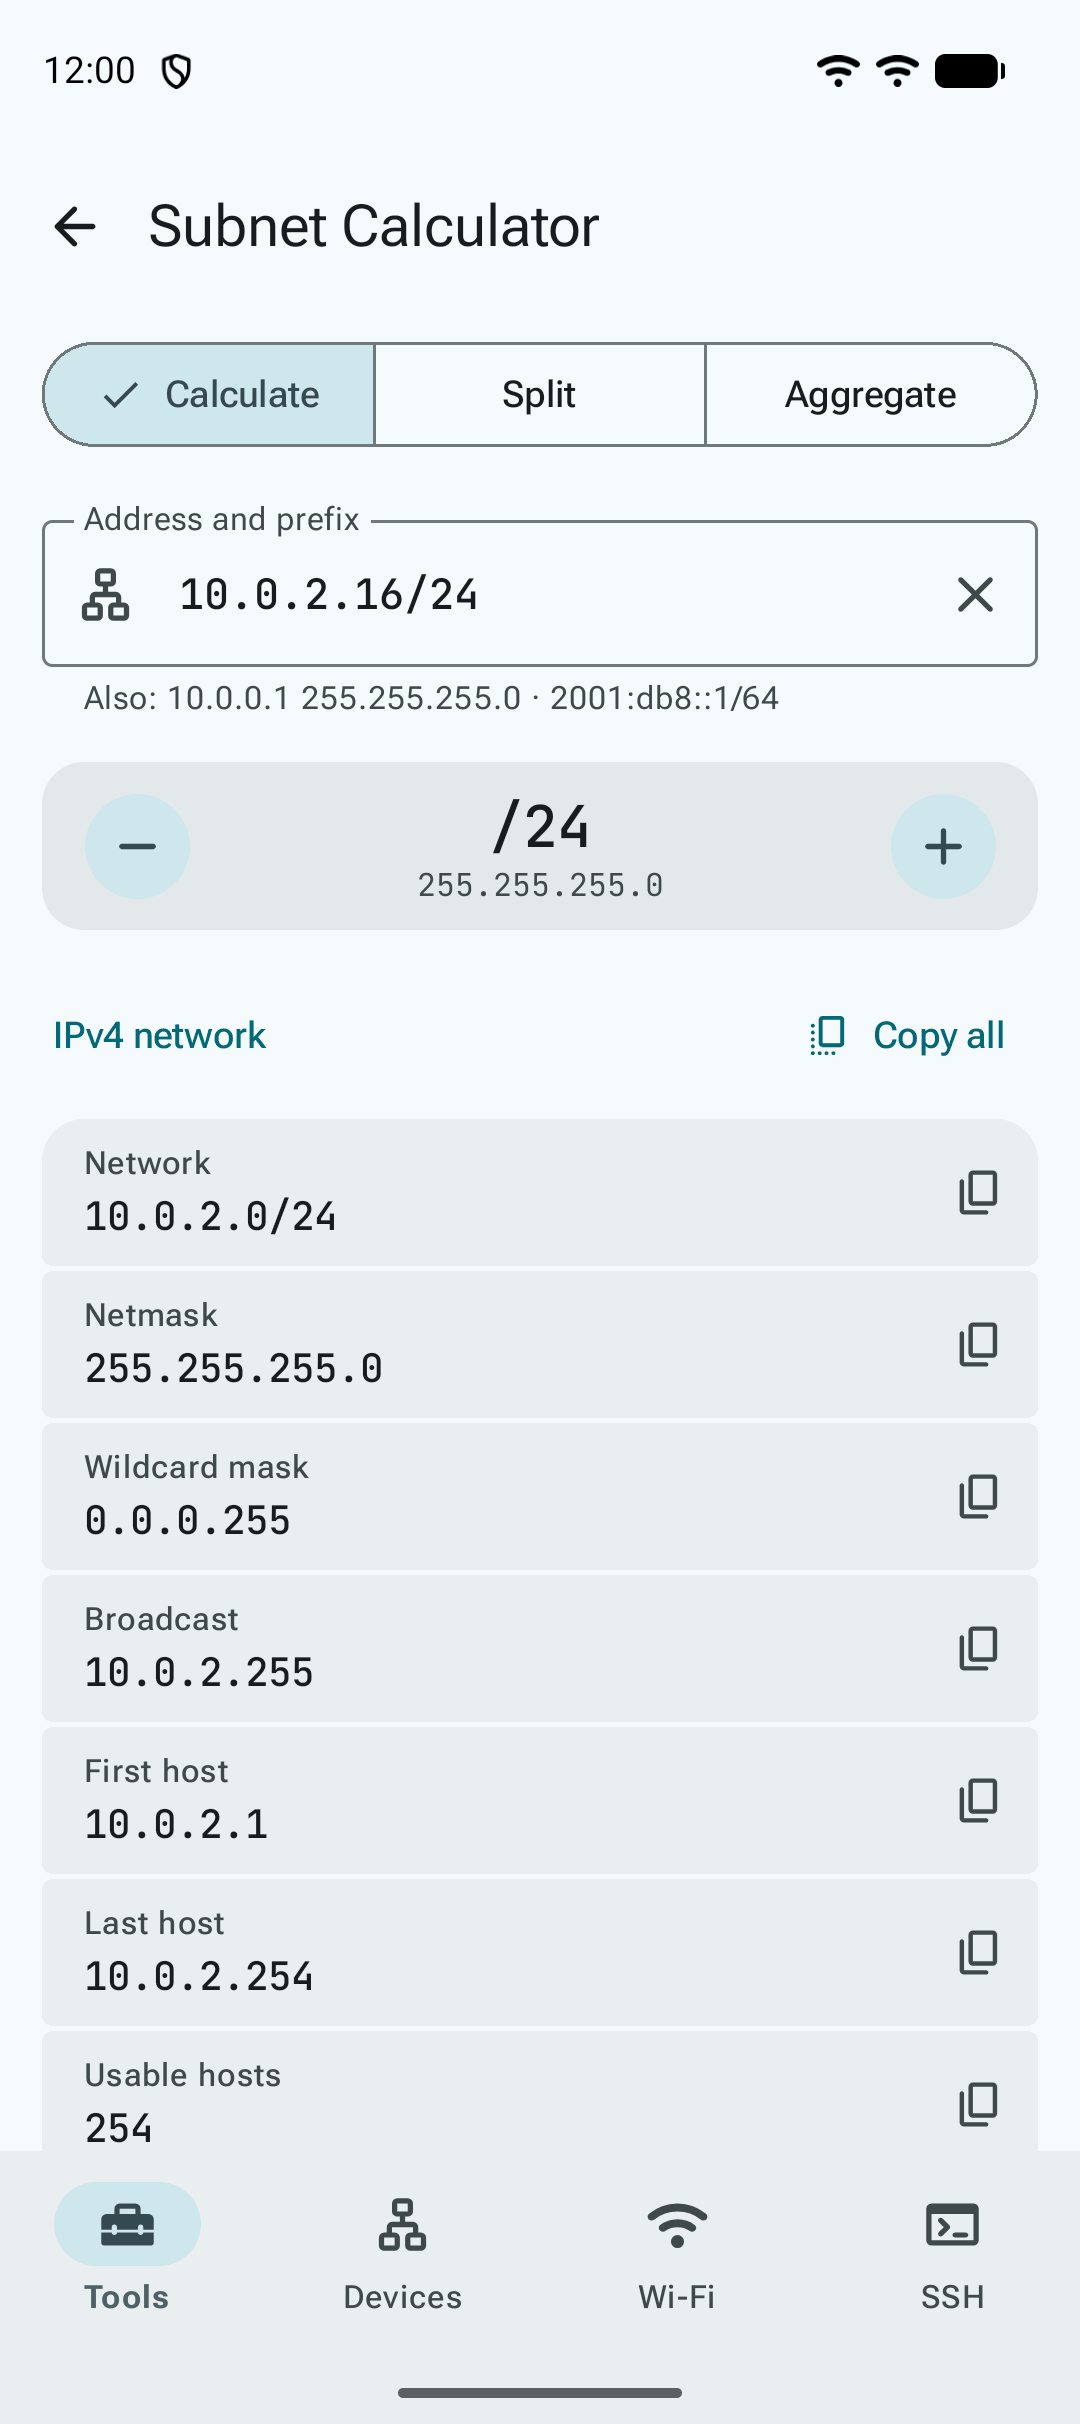 12:00
Subnet Calculator
Calculate Split Aggregate
Address and prefix
10.0.2.16/24
Also: 10.0.0.1 255.255.255.0 · 2001:db8::1/64
/24
255.255.255.0
IPv4 network Copy all
Network
10.0.2.0/24
Netmask
255.255.255.0
Wildcard mask
0.0.0.255
Broadcast
10.0.2.255
First host
10.0.2.1
Last host
10.0.2.254
Usable hosts
254
Tools Devices Wi-Fi SSH